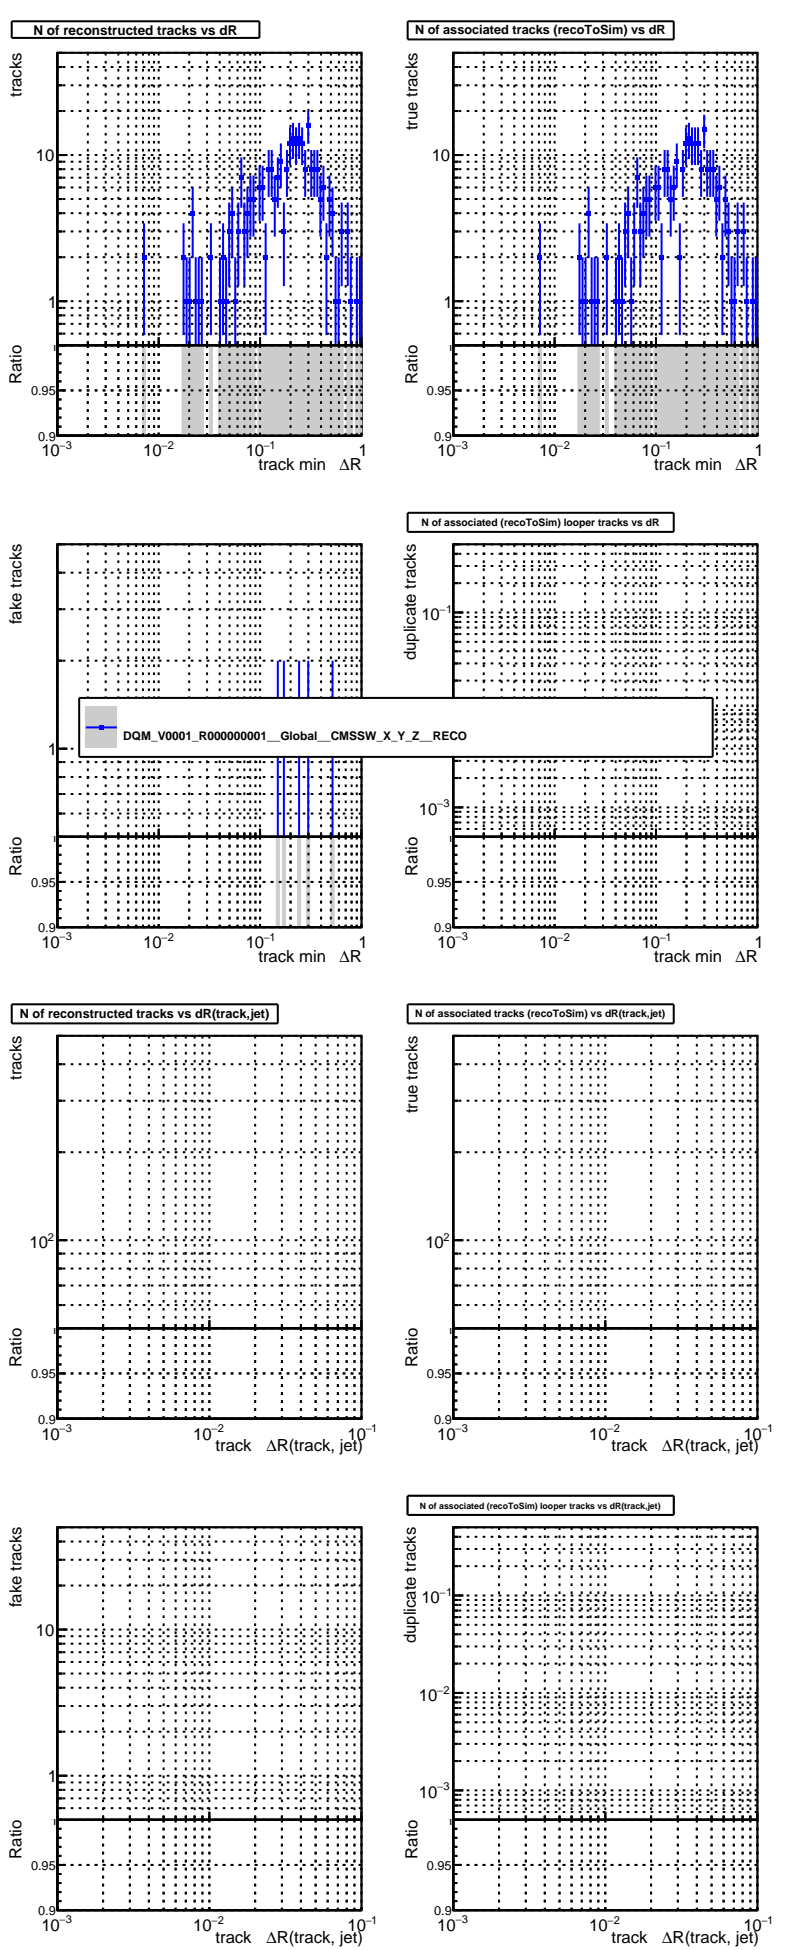 N of reconstructed tracks vs dR
tracks
10
1
Ratio
0.95
0.9
10−3 10−2 10−1 1
track min ΔR
N of associated tracks (recoToSim) vs dR
true tracks
10
1
Ratio
0.95
0.9
10−3 10−2 10−1 1
track min ΔR
fake tracks
1
Ratio
0.95
0.9
10−3 10−2 10−1 1
track min ΔR
N of associated (recoToSim) looper tracks vs dR
duplicate tracks
10−1
10−3
Ratio
0.95
0.9
10−3 10−2 10−1 1
track min ΔR
DQM_V0001_R000000001__Global__CMSSW_X_Y_Z__RECO
N of reconstructed tracks vs dR(track,jet)
tracks
102
Ratio
0.95
0.9
10−3 10−2 10−1
track ΔR(track, jet)
N of associated tracks (recoToSim) vs dR(track,jet)
true tracks
102
Ratio
0.95
0.9
10−3 10−2 10−1
track ΔR(track, jet)
fake tracks
10
1
Ratio
0.95
0.9
10−3 10−2 10−1
track ΔR(track, jet)
N of associated (recoToSim) looper tracks vs dR(track,jet)
duplicate tracks
10−1
10−2
10−3
Ratio
0.95
0.9
10−3 10−2 10−1
track ΔR(track, jet)